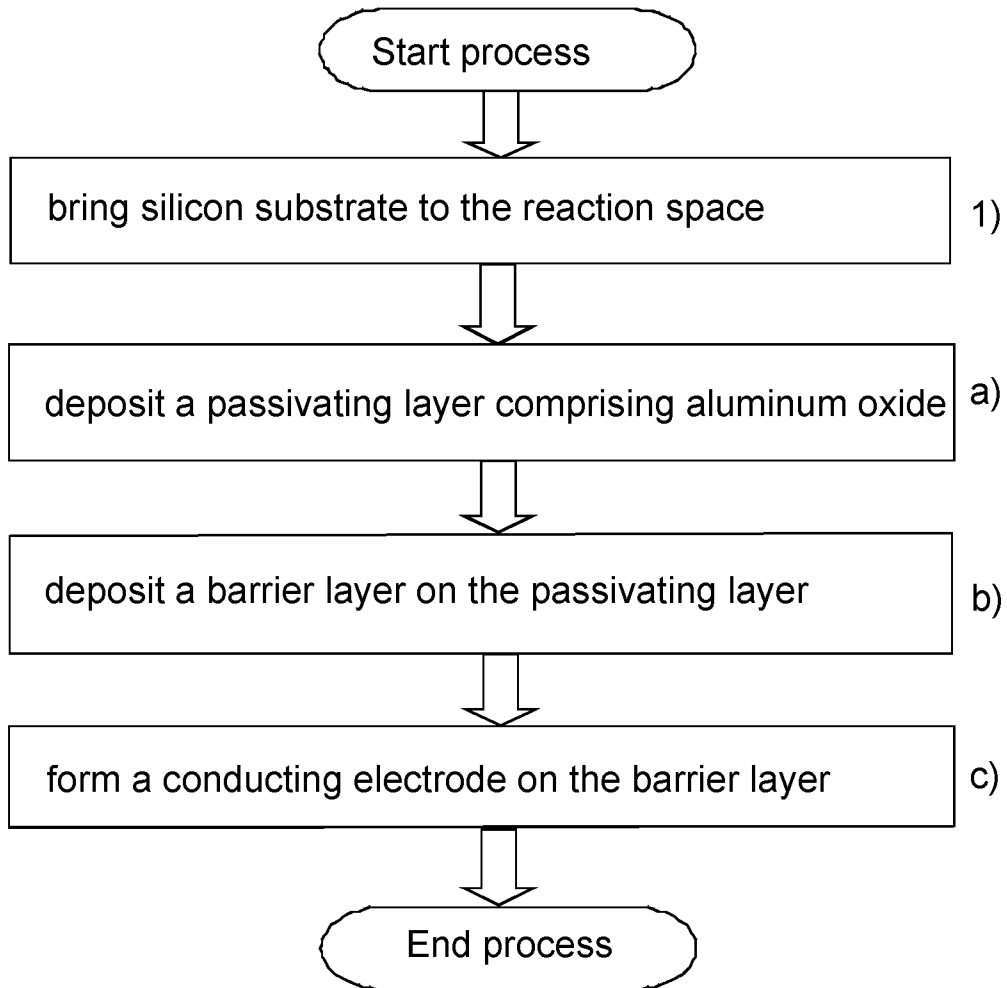 Start process
bring silicon substrate to the reaction space
1)
deposit a passivating layer comprising aluminum oxide
a)
deposit a barrier layer on the passivating layer
b)
form a conducting electrode on the barrier layer
c)
End process